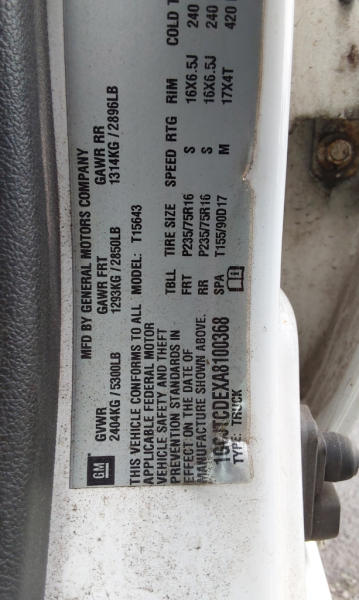 GM
MFD BY GENERAL MOTORS COMPANY
GVWR GAWR FRT GAWR RR
2404KG / 5300LB 1293KG / 2850LB 1314KG / 2896LB
THIS VEHICLE CONFORMS TO ALL MODEL: T15643
APPLICABLE FEDERAL MOTOR
VEHICLE SAFETY AND THEFT
PREVENTION STANDARDS IN
EFFECT ON THE DATE OF
MANUFACTURE SHOWN ABOVE.
TYPE: TRUCK
TBLL TIRE SIZE SPEED RTG RIM COLD T
FRT P235/75R16 S 16X6.5J 240
RR P235/75R16 S 16X6.5J 240
SPA T155/90D17 M 17X4T 420